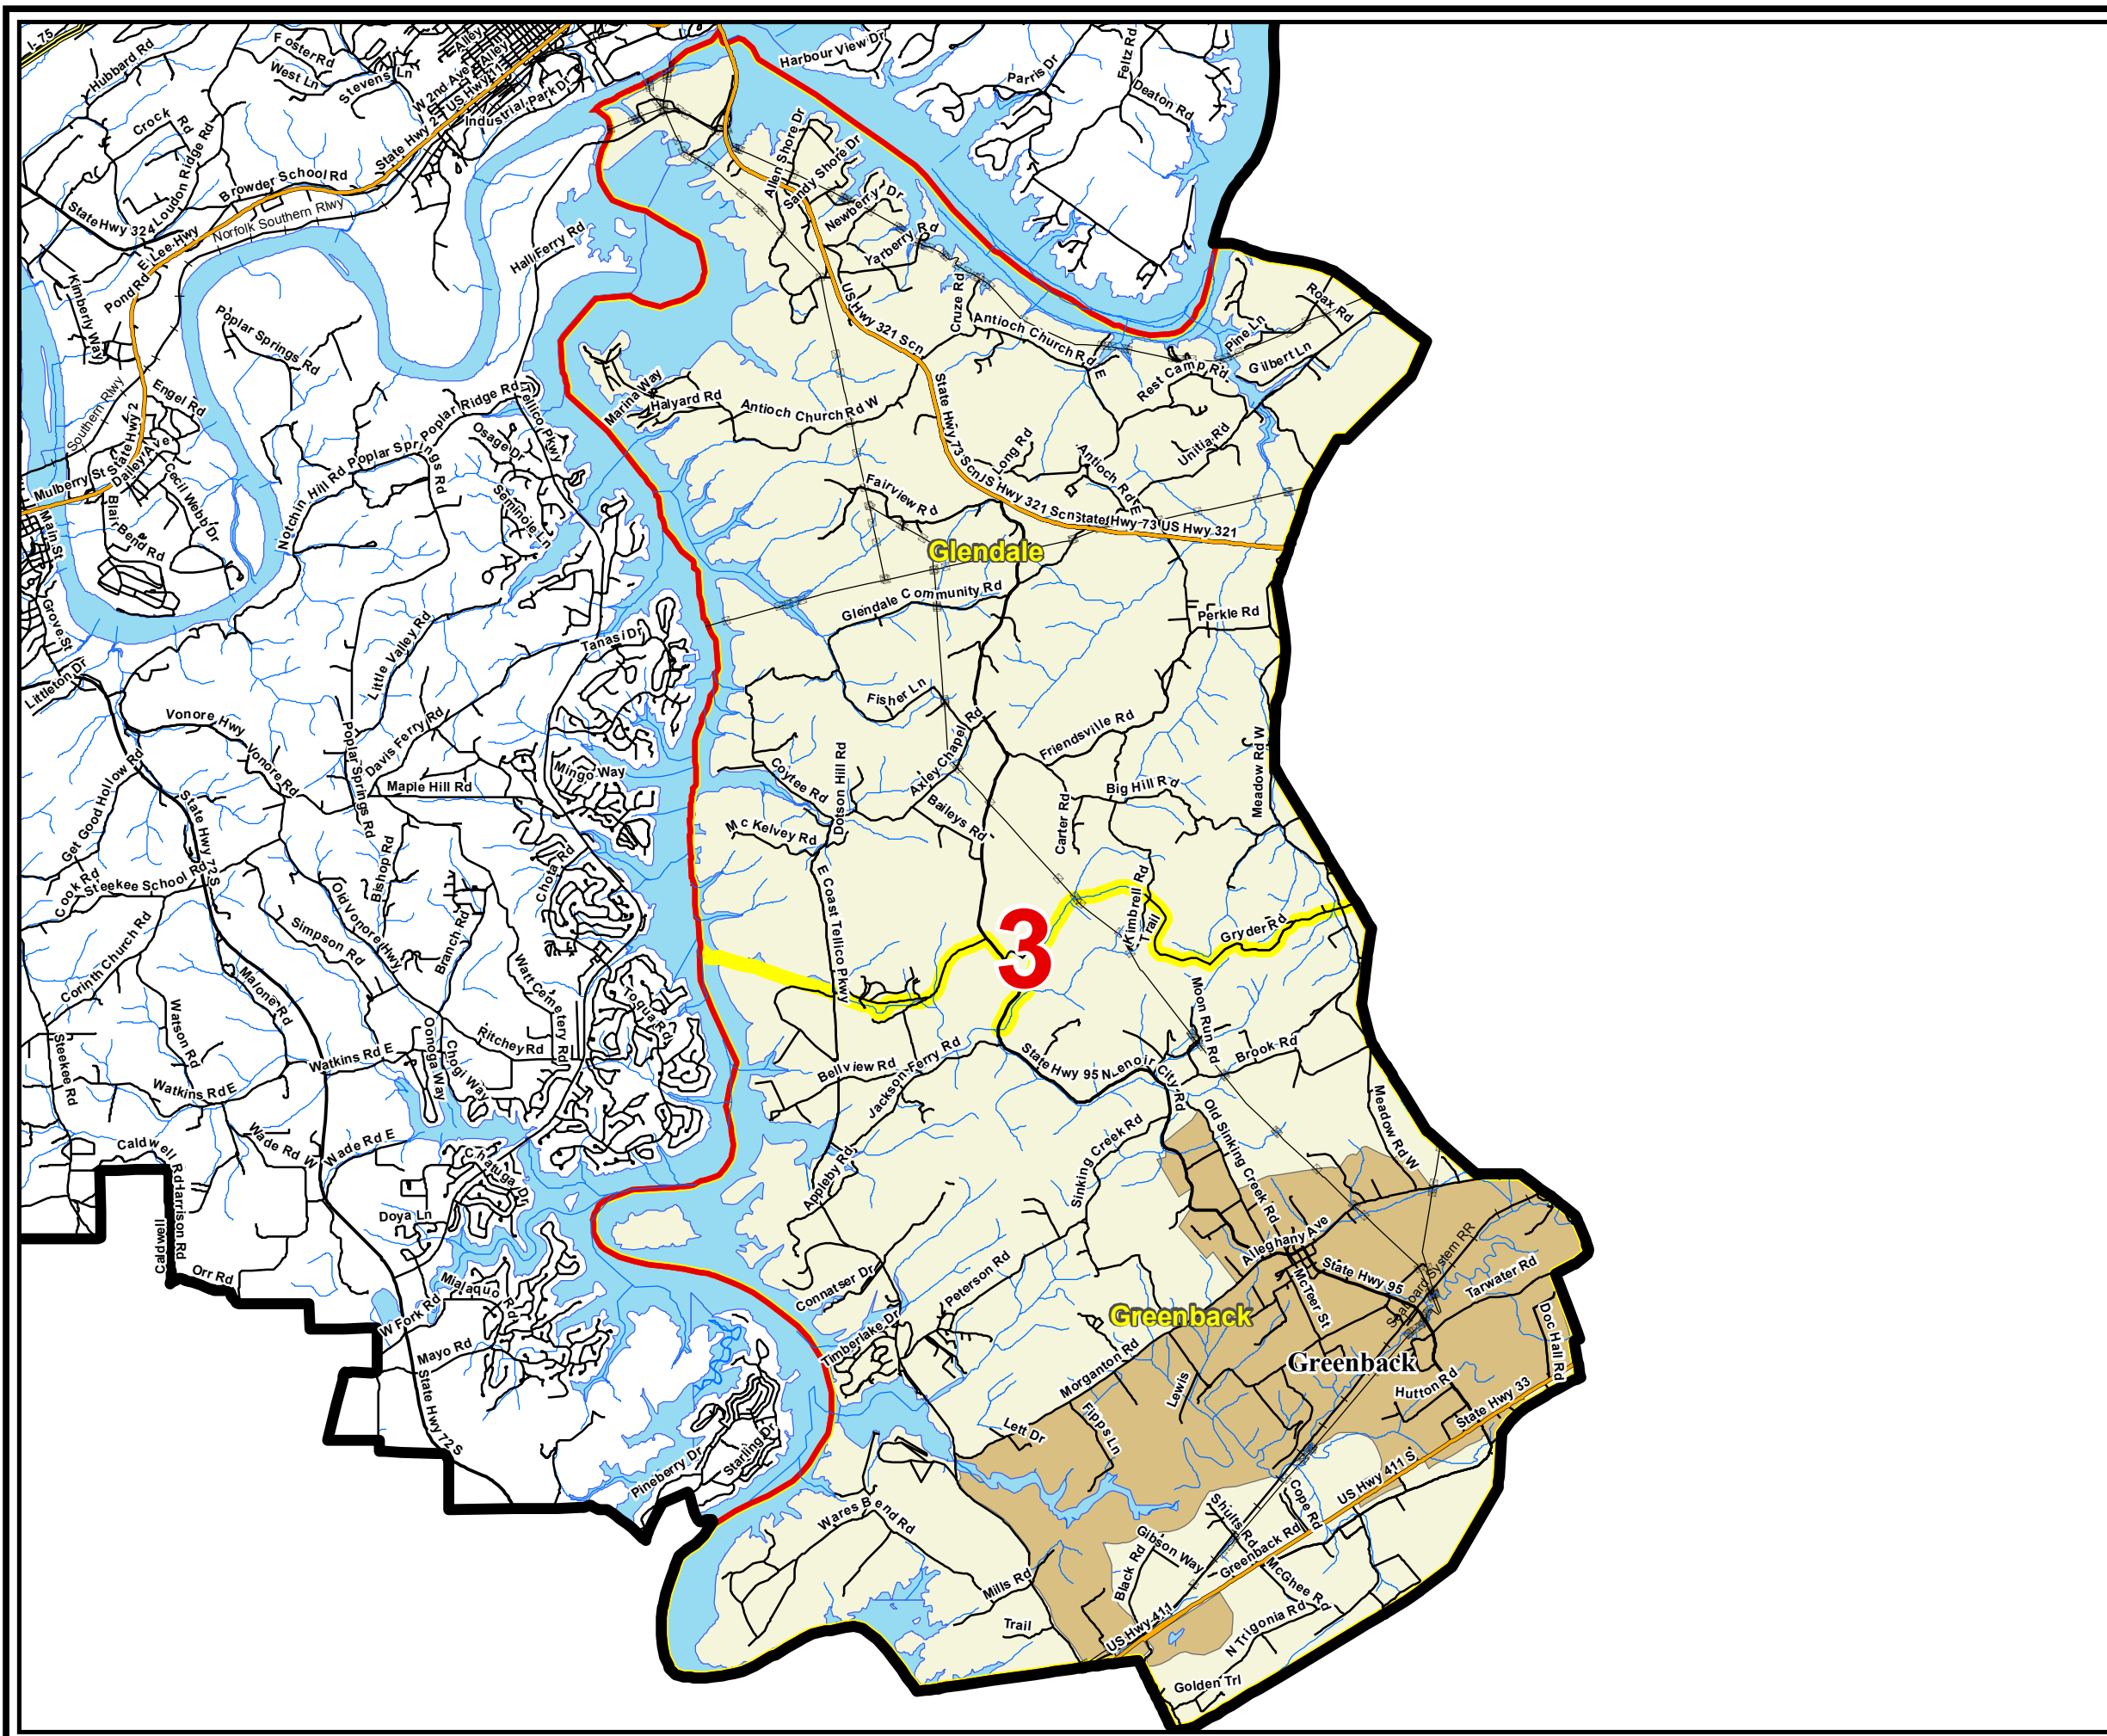 I-75
Hubbard Rd
Foster Rd
West Ln
Stevens Ln
Alley
Alley
W 2nd Ave
US Hwy 11
Industrial Park Dr
State Hwy 2
Crock Rd
Loudon Ridge Rd
Browder School Rd
Norfolk Southern Rlwy
State Hwy 324
E Lee Hwy
Pond Rd
Kimberly Way
Hall Ferry Rd
Harbour View Dr
Parris Dr
Feltz Rd
Deaton Rd
Allen Shore Dr
Sandy Shore Dr
Newberry Dr
Yarberry Rd
Cruze Rd
US Hwy 321 Scn
Antioch Church Rd E
Roax Rd
Pine Ln
Gilbert Ln
Rest Camp Rd
Poplar Springs Rd
Engel Rd
Southern Rlwy
State Hwy 2
Mulberry St
Dalley Ave
Cecil Webb Dr
Blair Bend Rd
Main St
Grove St
Littleton Dr
Notchin Hill Rd
Poplar Springs Rd
Poplar Ridge Rd
Tellico Pkwy
Osage Dr
Seminole Ln
Marina Way
Halyard Rd
Antioch Church Rd W
State Hwy 73 Scn
US Hwy 321 Scn
State Hwy 73
US Hwy 321
Long Rd
Antioch Rd E
Unitia Rd
Fairview Rd
Glendale
Glendale Community Rd
Perkle Rd
Little Valley Rd
Tanasi Dr
Fisher Ln
Vonore Hwy
Vonore Rd
Poplar Springs Rd
Davis Ferry Rd
Maple Hill Rd
Mingo Way
Get Good Hollow Rd
State Hwy 72 S
Cook Rd
Steekee School Rd
Coytee Rd
Dotson Hill Rd
Axley Chapel Rd
Baileys Rd
Friendsville Rd
Big Hill Rd
Carter Rd
Meadow Rd W
Mc Kelvey Rd
E Coast Tellico Pkwy
Kimbrell Rd
Trail
Gryder Rd
3
Bishop Rd
Old Vonore Hwy
Chota Rd
Branch Rd
Simpson Rd
Corinth Church Rd
Malone Rd
Watson Rd
Watt Cemetery Rd
Toqua Rd
Ritchey Rd
Oonoga Way
Chogi Way
Steekee Rd
Watkins Rd E
Watkins Rd E
Bellview Rd
Jackson Ferry Rd
State Hwy 95 N
Lenoir City Rd
Moon Run Rd
Brook Rd
Meadow Rd W
Caldwell Rd
Harrison Rd
Caldwell
Wade Rd W
Wade Rd E
Chatuga Dr
Doya Ln
Orr Rd
Mialaquo Rd
W Fork Rd
Mayo Rd
State Hwy 72 S
Appleby Rd
Sinking Creek Rd
Old Sinking Creek Rd
Alleghany Ave
State Hwy 95
McTeer St
Seaboard System RR
Tarwater Rd
Doc Hall Rd
Connatser Dr
Peterson Rd
Timberlake Dr
Greenback
Greenback
Morganton Rd
Lewis
Hutton Rd
State Hwy 33
Lett Dr
Fipps Ln
Starling Dr
Pineberry Dr
Wares Bend Rd
US Hwy 411 S
Cope Rd
Shults Rd
Gibson Way
Greenback Rd
McGhee Rd
Black Rd
Mills Rd
Trail
US Hwy 411
N Trigonia Rd
Golden Trl